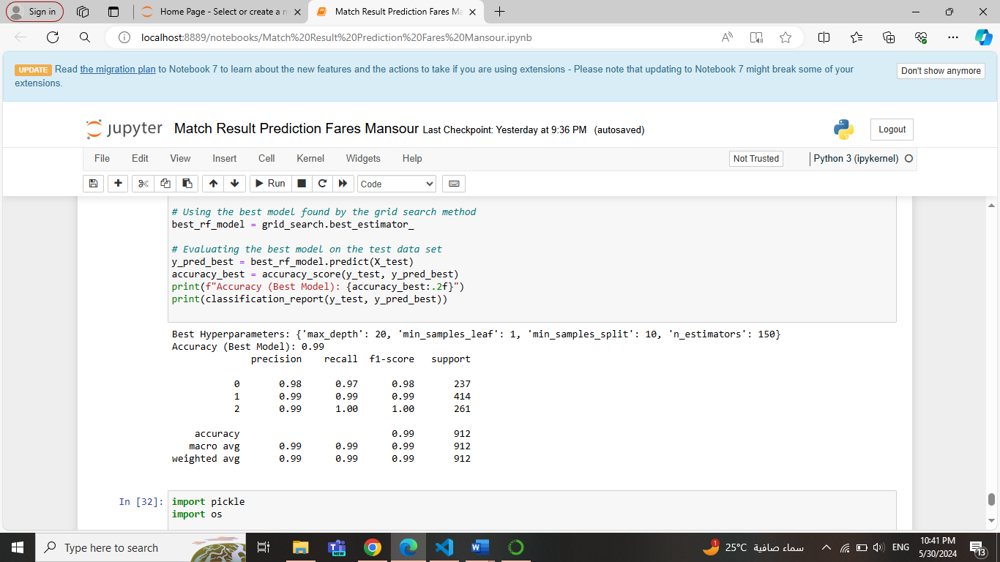 Sign in
Home Page - Select or create a n
Match Result Prediction Fares Ma
localhost:8889/notebooks/Match%20Result%20Prediction%20Fares%20Mansour.ipynb
UPDATE Read the migration plan to Notebook 7 to learn about the new features and the actions to take if you are using extensions - Please note that updating to Notebook 7 might break some of your
extensions.
Don't show anymore
jupyter Match Result Prediction Fares Mansour Last Checkpoint: Yesterday at 9:36 PM (autosaved)
Logout
File Edit View Insert Cell Kernel Widgets Help
Not Trusted
Python 3 (ipykernel)
Run
Code
# Using the best model found by the grid search method
best_rf_model = grid_search.best_estimator_
# Evaluating the best model on the test data set
y_pred_best = best_rf_model.predict(X_test)
accuracy_best = accuracy_score(y_test, y_pred_best)
print(f"Accuracy (Best Model): {accuracy_best:.2f}")
print(classification_report(y_test, y_pred_best))
Best Hyperparameters: {'max_depth': 20, 'min_samples_leaf': 1, 'min_samples_split': 10, 'n_estimators': 150}
Accuracy (Best Model): 0.99
precision recall f1-score support
0 0.98 0.97 0.98 237
1 0.99 0.99 0.99 414
2 0.99 1.00 1.00 261
accuracy 0.99 912
macro avg 0.99 0.99 0.99 912
weighted avg 0.99 0.99 0.99 912
In [32]: import pickle
import os
Type here to search
NEW
1
25°C سماء صافية
ENG
10:41 PM
5/30/2024
13